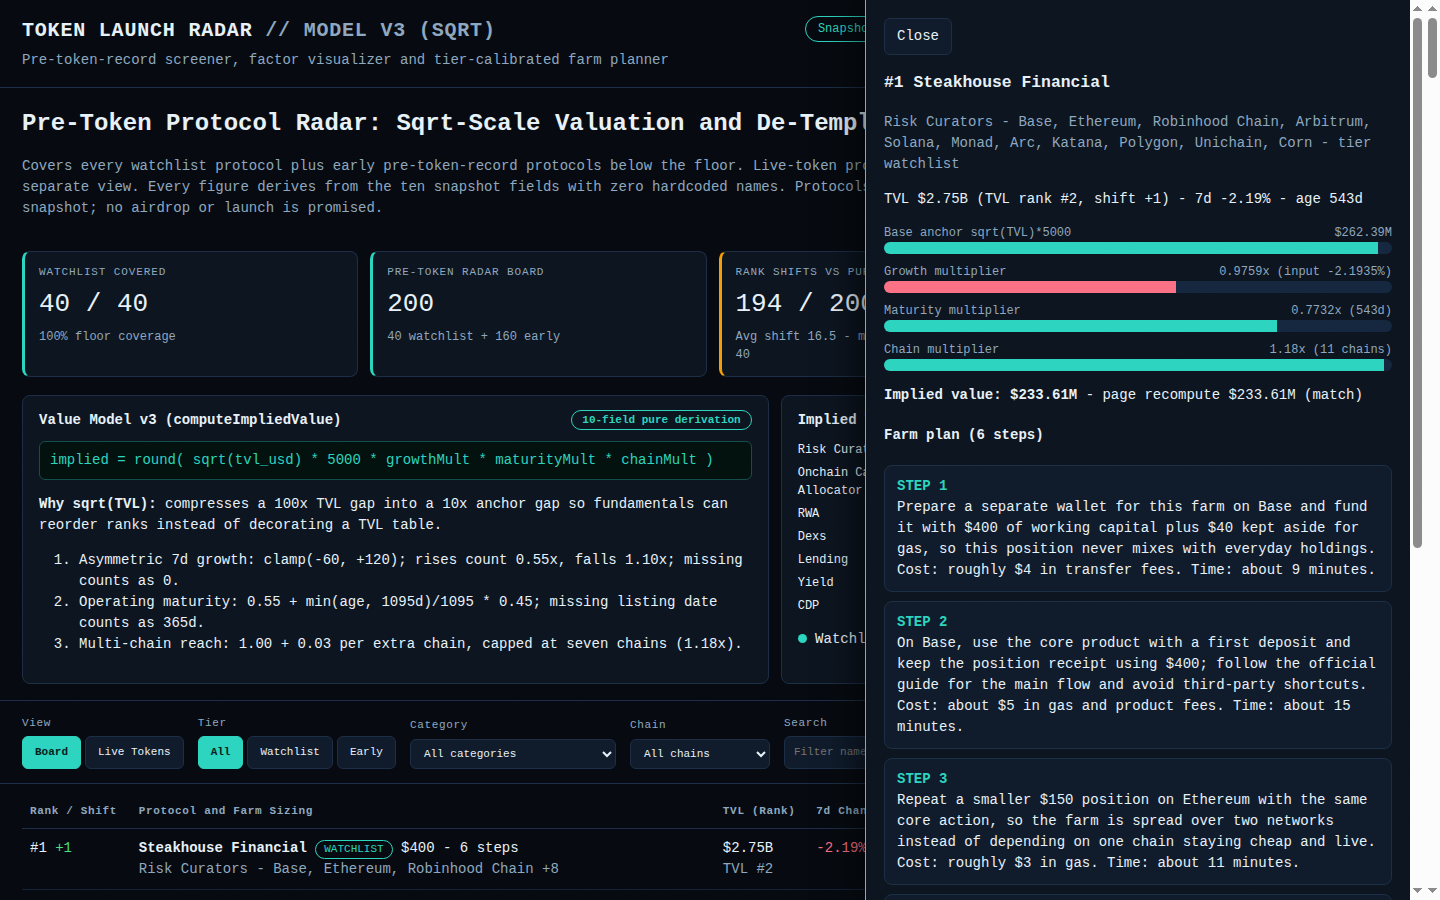 TOKEN LAUNCH RADAR // MODEL V3 (SQRT)
Pre-token-record screener, factor visualizer and tier-calibrated farm planner
Pre-Token Protocol Radar: Sqrt-Scale Valuation and De-Templ
Covers every watchlist protocol plus early pre-token-record protocols below the floor. Live-token pro
separate view. Every figure derives from the ten snapshot fields with zero hardcoded names. Protocols
snapshot; no airdrop or launch is promised.
WATCHLIST COVERED
40 / 40
100% floor coverage
PRE-TOKEN RADAR BOARD
200
40 watchlist + 160 early
RANK SHIFTS VS PU
194 / 200
Avg shift 16.5 - m
40
Value Model v3 (computeImpliedValue)
10-field pure derivation
implied = round( sqrt(tvl_usd) * 5000 * growthMult * maturityMult * chainMult )
Why sqrt(TVL): compresses a 100x TVL gap into a 10x anchor gap so fundamentals can
reorder ranks instead of decorating a TVL table.
1. Asymmetric 7d growth: clamp(-60, +120); rises count 0.55x, falls 1.10x; missing
counts as 0.
2. Operating maturity: 0.55 + min(age, 1095d)/1095 * 0.45; missing listing date
counts as 365d.
3. Multi-chain reach: 1.00 + 0.03 per extra chain, capped at seven chains (1.18x).
Implied
Risk Curat
Onchain Ca
Allocator
RWA
Dexs
Lending
Yield
CDP
Watchl
View
Board
Live Tokens
Tier
All
Watchlist
Early
Category
All categories
Chain
All chains
Search
Filter name
Rank / Shift
Protocol and Farm Sizing
TVL (Rank)
7d Chan
#1 +1
Steakhouse Financial WATCHLIST $400 - 6 steps
$2.75B
-2.19%
Risk Curators - Base, Ethereum, Robinhood Chain +8
TVL #2
Snapsho
Close
#1 Steakhouse Financial
Risk Curators - Base, Ethereum, Robinhood Chain, Arbitrum,
Solana, Monad, Arc, Katana, Polygon, Unichain, Corn - tier
watchlist
TVL $2.75B (TVL rank #2, shift +1) - 7d -2.19% - age 543d
Base anchor sqrt(TVL)*5000
$262.39M
Growth multiplier
0.9759x (input -2.1935%)
Maturity multiplier
0.7732x (543d)
Chain multiplier
1.18x (11 chains)
Implied value: $233.61M - page recompute $233.61M (match)
Farm plan (6 steps)
STEP 1
Prepare a separate wallet for this farm on Base and fund
it with $400 of working capital plus $40 kept aside for
gas, so this position never mixes with everyday holdings.
Cost: roughly $4 in transfer fees. Time: about 9 minutes.
STEP 2
On Base, use the core product with a first deposit and
keep the position receipt using $400; follow the official
guide for the main flow and avoid third-party shortcuts.
Cost: about $5 in gas and product fees. Time: about 15
minutes.
STEP 3
Repeat a smaller $150 position on Ethereum with the same
core action, so the farm is spread over two networks
instead of depending on one chain staying cheap and live.
Cost: roughly $3 in gas. Time: about 11 minutes.